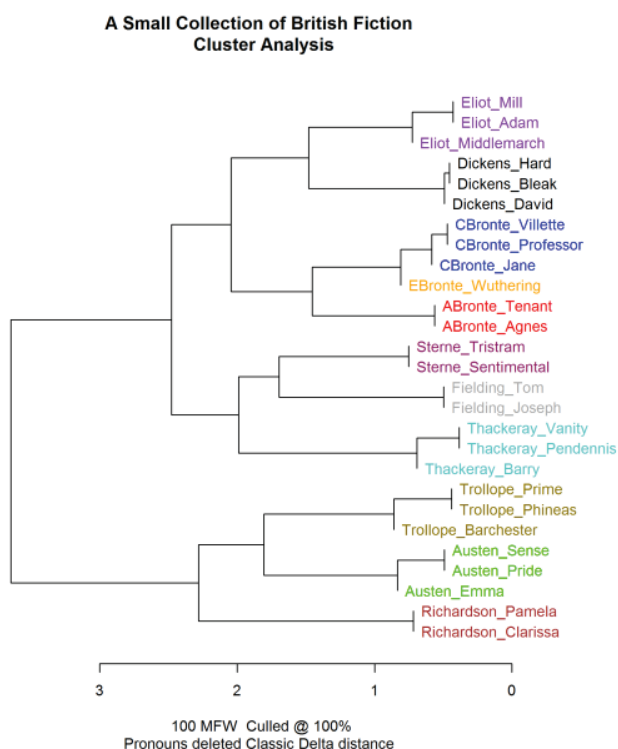 A Small Collection of British Fiction
Cluster Analysis
Eliot_Mill
Eliot_Adam
Eliot_Middlemarch
Dickens_Hard
Dickens_Bleak
Dickens_David
CBronte_Villette
CBronte_Professor
CBronte_Jane
EBronte_Wuthering
ABronte_Tenant
ABronte_Agnes
Sterne_Tristram
Sterne_Sentimental
Fielding_Tom
Fielding_Joseph
Thackeray_Vanity
Thackeray_Pendennis
Thackeray_Barry
Trollope_Prime
Trollope_Phineas
Trollope_Barchester
Austen_Sense
Austen_Pride
Austen_Emma
Richardson_Pamela
Richardson_Clarissa
3 2 1 0
100 MFW Culled @ 100%
Pronouns deleted Classic Delta distance